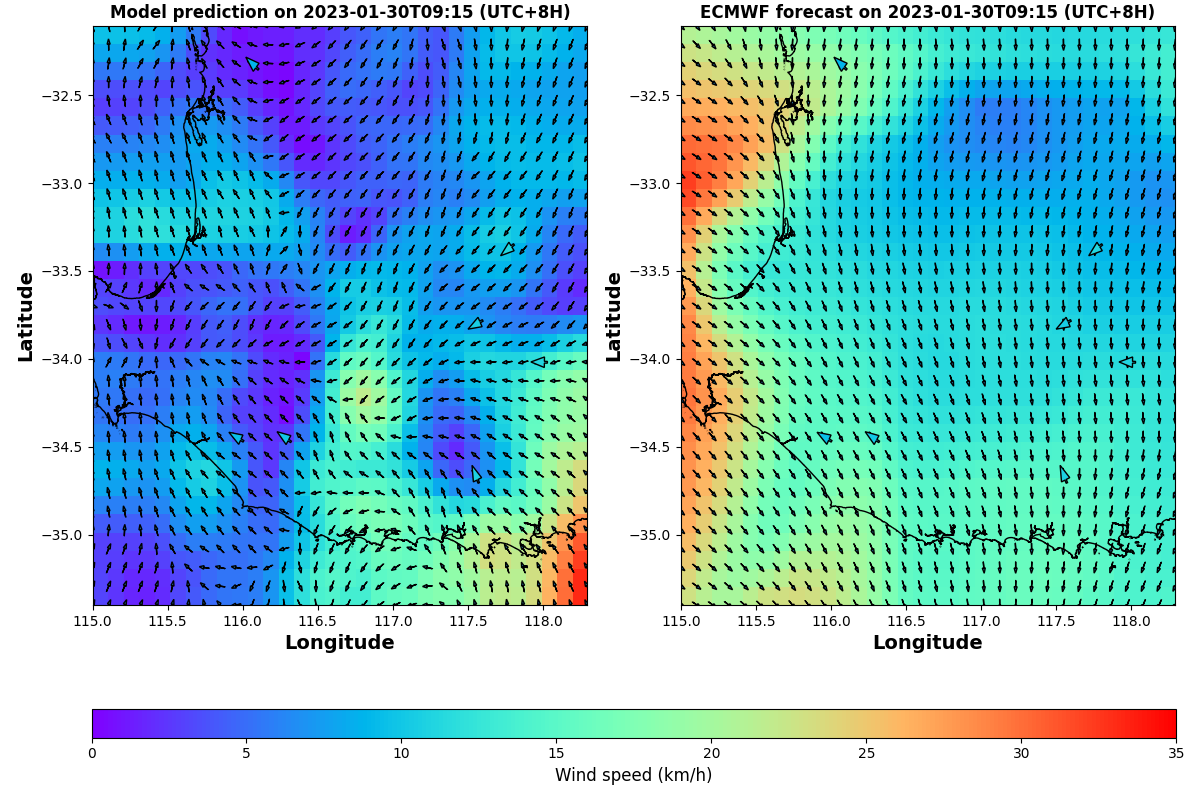 Model prediction on 2023-01-30T09:15 (UTC+8H)
ECMWF forecast on 2023-01-30T09:15 (UTC+8H)
Latitude
−32.5
−33.0
−33.5
−34.0
−34.5
−35.0
115.0 115.5 116.0 116.5 117.0 117.5 118.0
Longitude
Latitude
−32.5
−33.0
−33.5
−34.0
−34.5
−35.0
115.0 115.5 116.0 116.5 117.0 117.5 118.0
Longitude
0 5 10 15 20 25 30 35
Wind speed (km/h)